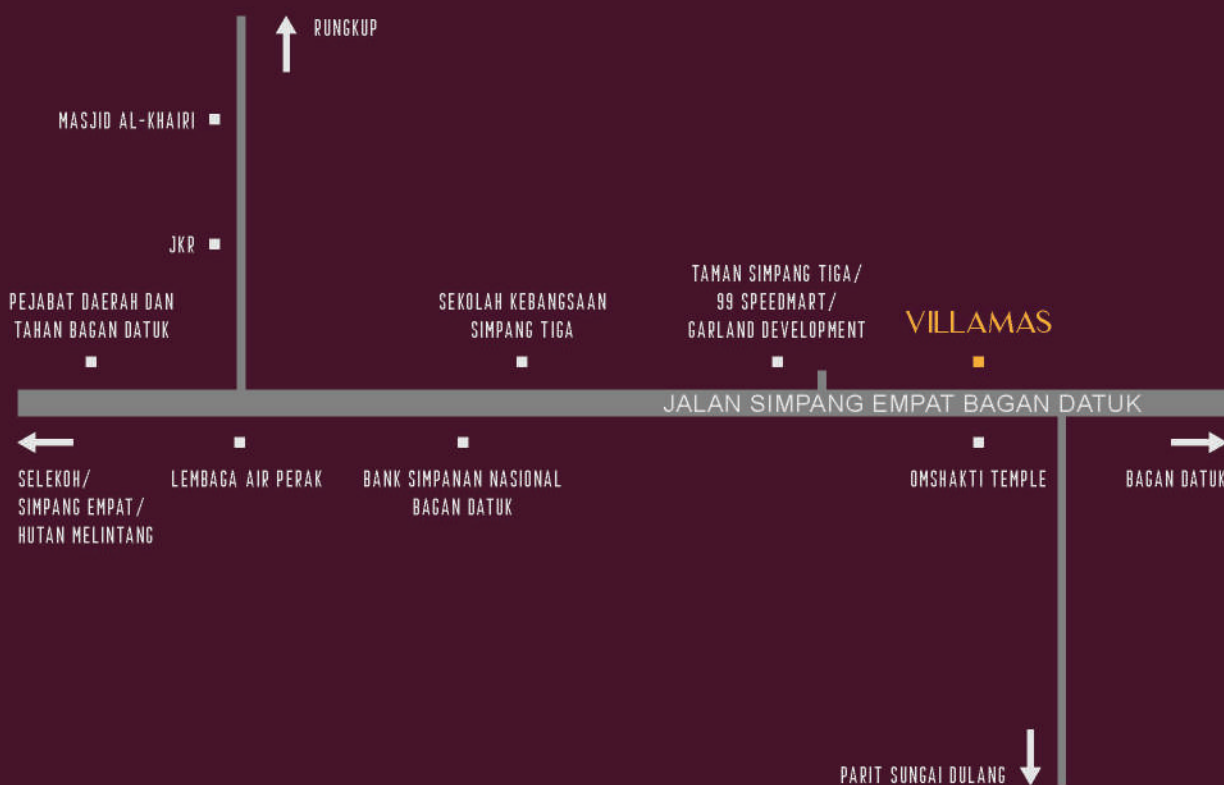 RUNGKUP
MASJID AL-KHAIRI
JKR
PEJABAT DAERAH DAN
TAHAN BAGAN DATUK
SEKOLAH KEBANGSAAN
SIMPANG TIGA
TAMAN SIMPANG TIGA/
99 SPEEDMART/
GARLAND DEVELOPMENT
VILLAMAS
JALAN SIMPANG EMPAT BAGAN DATUK
SELEKOH/
SIMPANG EMPAT/
HUTAN MELINTANG
LEMBAGA AIR PERAK
BANK SIMPANAN NASIONAL
BAGAN DATUK
OMSHAKTI TEMPLE
BAGAN DATUK
PARIT SUNGAI DULANG